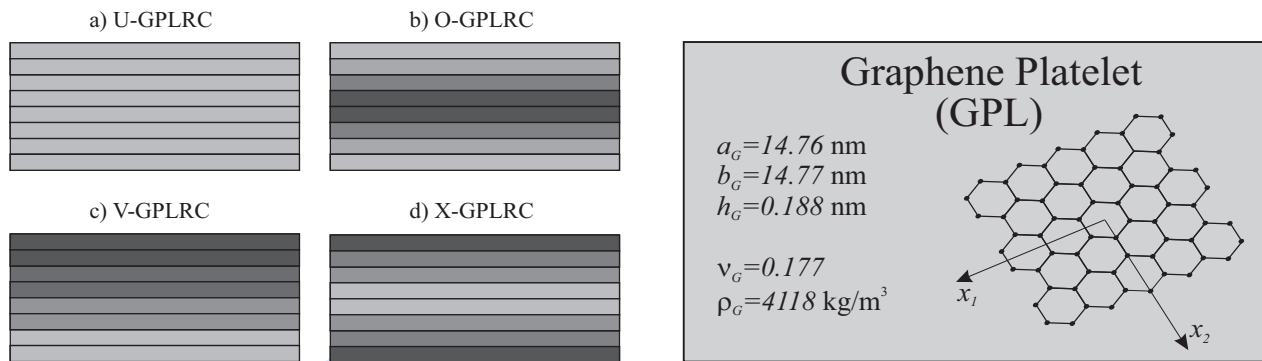 a) U-GPLRC
b) O-GPLRC
c) V-GPLRC
d) X-GPLRC
Graphene Platelet
(GPL)
a_G=14.76 nm
b_G=14.77 nm
h_G=0.188 nm
ν_G=0.177
ρ_G=4118 kg/m³
x_1
x_2